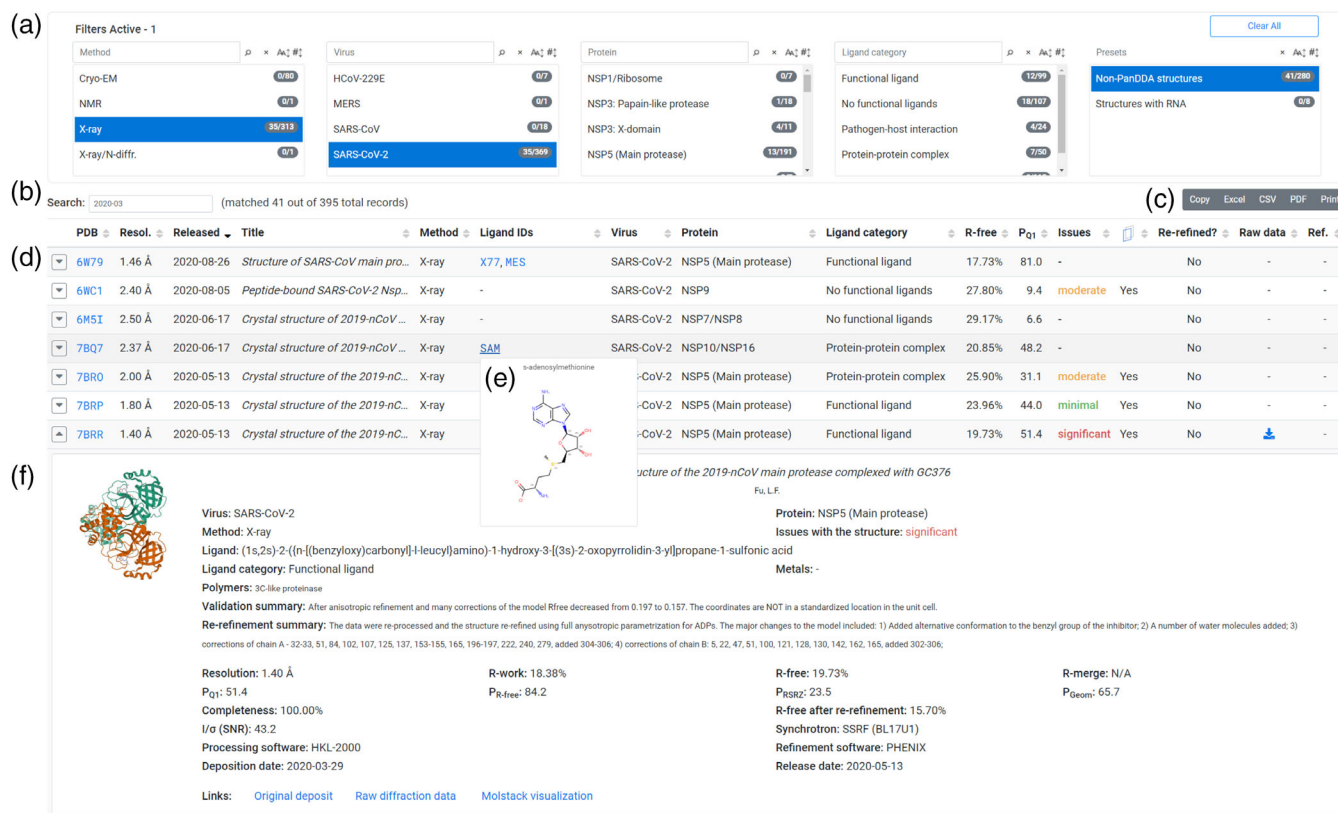 (a) Filters Active - 1 Clear All
Method Aᴀ↕ #↕ Virus Aᴀ↕ #↕ Protein Aᴀ↕ #↕ Ligand category Aᴀ↕ #↕ Presets × Aᴀ↕ #↕
Cryo-EM 0/80 HCoV-229E 0/7 NSP1/Ribosome 0/7 Functional ligand 12/99 Non-PanDDA structures 41/280
NMR 0/1 MERS 0/1 NSP3: Papain-like protease 1/18 No functional ligands 18/107 Structures with RNA 0/8
X-ray 35/313 SARS-CoV 0/18 NSP3: X-domain 4/11 Pathogen-host interaction 4/24
X-ray/N-diffr. 0/1 SARS-CoV-2 35/369 NSP5 (Main protease) 13/191 Protein-protein complex 7/50
(b) Search: 2020-03 (matched 41 out of 395 total records) (c) Copy Excel CSV PDF Print
PDB Resol. Released Title Method Ligand IDs Virus Protein Ligand category R-free PQ1 Issues Re-refined? Raw data Ref.
(d) 6W79 1.46 Å 2020-08-26 Structure of SARS-CoV main pro... X-ray X77, MES SARS-CoV-2 NSP5 (Main protease) Functional ligand 17.73% 81.0 - No - -
6WC1 2.40 Å 2020-08-05 Peptide-bound SARS-CoV-2 Nsp... X-ray - SARS-CoV-2 NSP9 No functional ligands 27.80% 9.4 moderate Yes No - -
6M5I 2.50 Å 2020-06-17 Crystal structure of 2019-nCoV ... X-ray - SARS-CoV-2 NSP7/NSP8 No functional ligands 29.17% 6.6 - No - -
7BQ7 2.37 Å 2020-06-17 Crystal structure of 2019-nCoV ... X-ray SAM SARS-CoV-2 NSP10/NSP16 Protein-protein complex 20.85% 48.2 - No - -
7BRO 2.00 Å 2020-05-13 Crystal structure of the 2019-nC... X-ray CoV-2 NSP5 (Main protease) Protein-protein complex 25.90% 31.1 moderate Yes No - -
7BRP 1.80 Å 2020-05-13 Crystal structure of the 2019-nC... X-ray CoV-2 NSP5 (Main protease) Functional ligand 23.96% 44.0 minimal Yes No - -
7BRR 1.40 Å 2020-05-13 Crystal structure of the 2019-nC... X-ray CoV-2 NSP5 (Main protease) Functional ligand 19.73% 51.4 significant Yes No -
(e) s-adenosylmethionine
(f) ucture of the 2019-nCoV main protease complexed with GC376
Fu, L.F.
Virus: SARS-CoV-2 Protein: NSP5 (Main protease)
Method: X-ray Issues with the structure: significant
Ligand: (1s,2s)-2-((n-[(benzyloxy)carbonyl]-l-leucyl}amino)-1-hydroxy-3-[(3s)-2-oxopyrrolidin-3-yl]propane-1-sulfonic acid
Ligand category: Functional ligand Metals: -
Polymers: 3C-like proteinase
Validation summary: After anisotropic refinement and many corrections of the model Rfree decreased from 0.197 to 0.157. The coordinates are NOT in a standardized location in the unit cell.
Re-refinement summary: The data were re-processed and the structure re-refined using full anysotropic parametrization for ADPs. The major changes to the model included: 1) Added alternative conformation to the benzyl group of the inhibitor; 2) A number of water molecules added; 3)
corrections of chain A - 32-33, 51, 84, 102, 107, 125, 137, 153-155, 165, 196-197, 222, 240, 279, added 304-306; 4) corrections of chain B: 5, 22, 47, 51, 100, 121, 128, 130, 142, 162, 165, added 302-306;
Resolution: 1.40 Å R-work: 18.38% R-free: 19.73% R-merge: N/A
PQ1: 51.4 PR-free: 84.2 PRSRZ: 23.5 PGeom: 65.7
Completeness: 100.00% R-free after re-refinement: 15.70%
I/σ (SNR): 43.2 Synchrotron: SSRF (BL17U1)
Processing software: HKL-2000 Refinement software: PHENIX
Deposition date: 2020-03-29 Release date: 2020-05-13
Links: Original deposit Raw diffraction data Molstack visualization